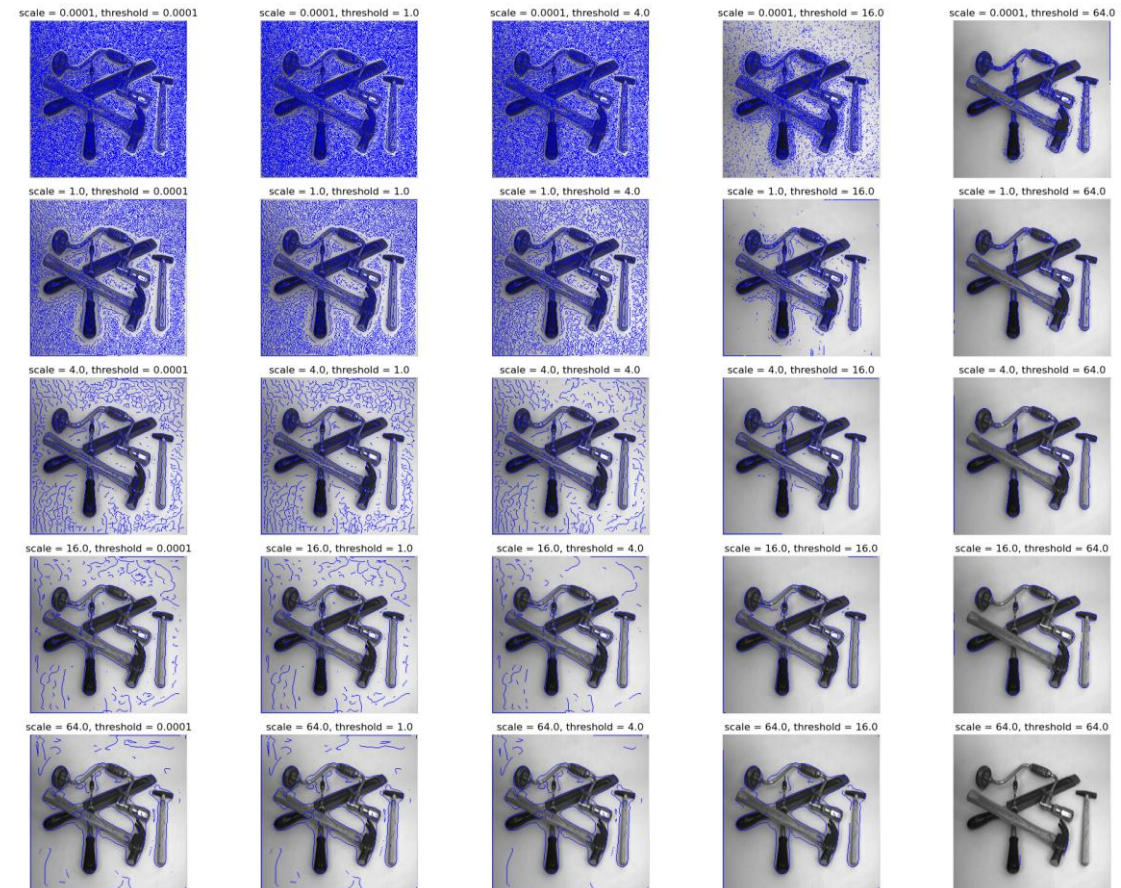 scale = 0.0001, threshold = 0.0001
scale = 0.0001, threshold = 1.0
scale = 0.0001, threshold = 4.0
scale = 0.0001, threshold = 16.0
scale = 0.0001, threshold = 64.0
scale = 1.0, threshold = 0.0001
scale = 1.0, threshold = 1.0
scale = 1.0, threshold = 4.0
scale = 1.0, threshold = 16.0
scale = 1.0, threshold = 64.0
scale = 4.0, threshold = 0.0001
scale = 4.0, threshold = 1.0
scale = 4.0, threshold = 4.0
scale = 4.0, threshold = 16.0
scale = 4.0, threshold = 64.0
scale = 16.0, threshold = 0.0001
scale = 16.0, threshold = 1.0
scale = 16.0, threshold = 4.0
scale = 16.0, threshold = 16.0
scale = 16.0, threshold = 64.0
scale = 64.0, threshold = 0.0001
scale = 64.0, threshold = 1.0
scale = 64.0, threshold = 4.0
scale = 64.0, threshold = 16.0
scale = 64.0, threshold = 64.0